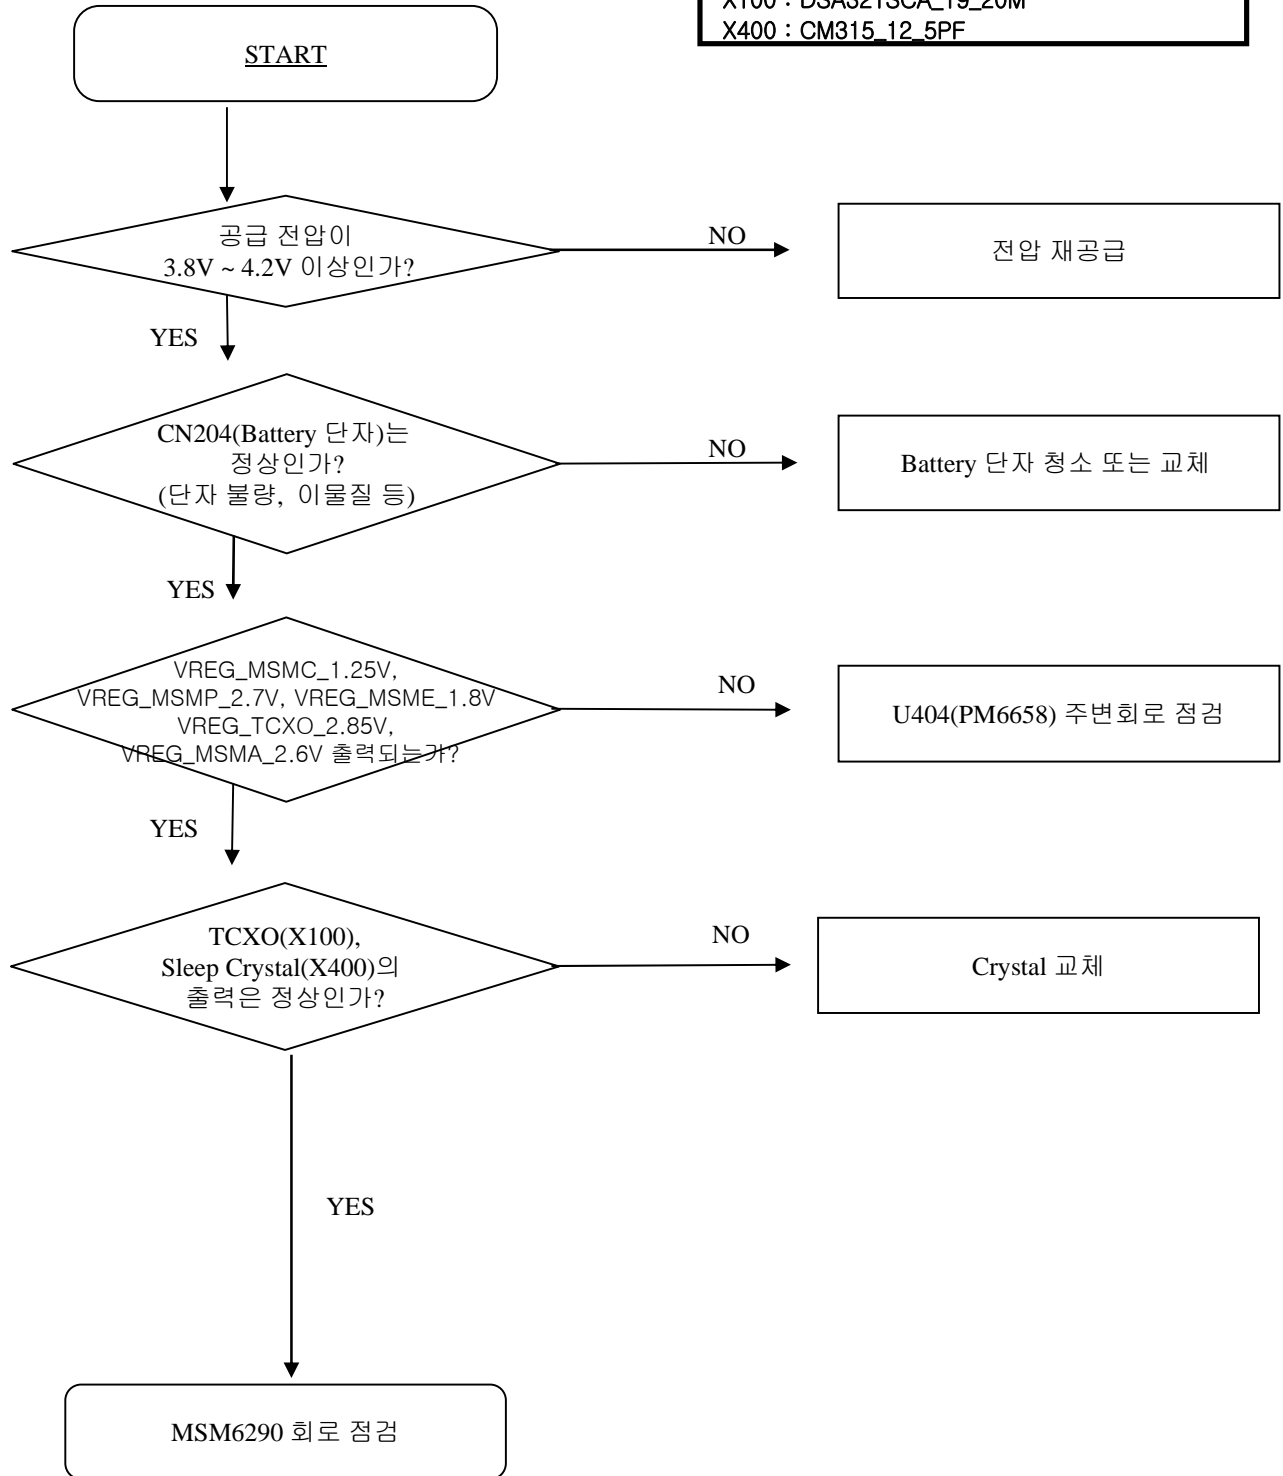 X100 : DSA321SCA_19_20M
X400 : CM315_12_5PF
START
공급 전압이
3.8V ~ 4.2V 이상인가?
NO
전압 재공급
YES
CN204(Battery 단자)는
정상인가?
(단자 불량, 이물질 등)
NO
Battery 단자 청소 또는 교체
YES
VREG_MSMC_1.25V,
VREG_MSMP_2.7V, VREG_MSME_1.8V
VREG_TCXO_2.85V,
VREG_MSMA_2.6V 출력되는가?
NO
U404(PM6658) 주변회로 점검
YES
TCXO(X100),
Sleep Crystal(X400)의
출력은 정상인가?
NO
Crystal 교체
YES
MSM6290 회로 점검